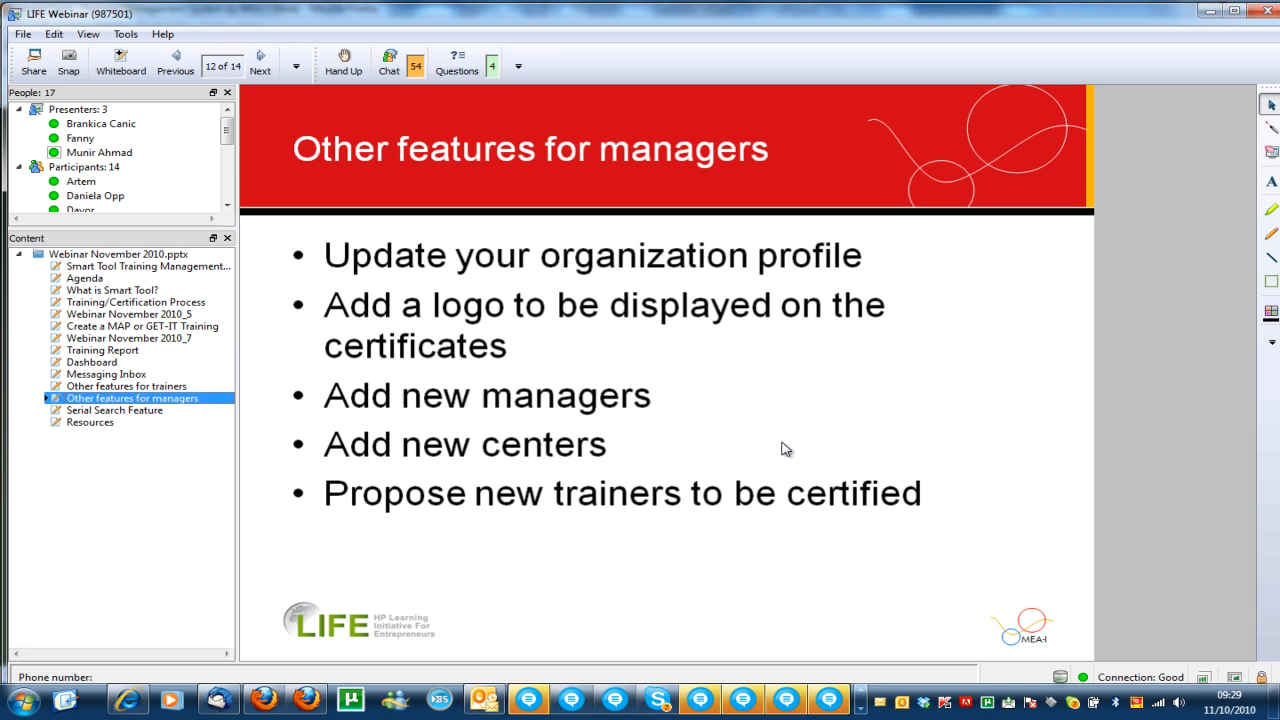 LIFE Webinar (987501)
File Edit View Tools Help
Share Snap Whiteboard Previous 12 of 14 Next Hand Up Chat 54 Questions 4
People: 17
Presenters: 3
Brankica Canic
Fanny
Munir Ahmad
Participants: 14
Artem
Daniela Opp
Davor
Content
Webinar November 2010.pptx
Smart Tool Training Management...
Agenda
What is Smart Tool?
Training/Certification Process
Webinar November 2010_5
Create a MAP or GET-IT Training
Webinar November 2010_7
Training Report
Dashboard
Messaging Inbox
Other features for trainers
Other features for managers
Serial Search Feature
Resources
Other features for managers
• Update your organization profile
• Add a logo to be displayed on the
certificates
• Add new managers
• Add new centers
• Propose new trainers to be certified
LIFE
HP Learning
Initiative For
Entrepreneurs
MEA-I
Phone number:
Connection: Good
09:29
11/10/2010